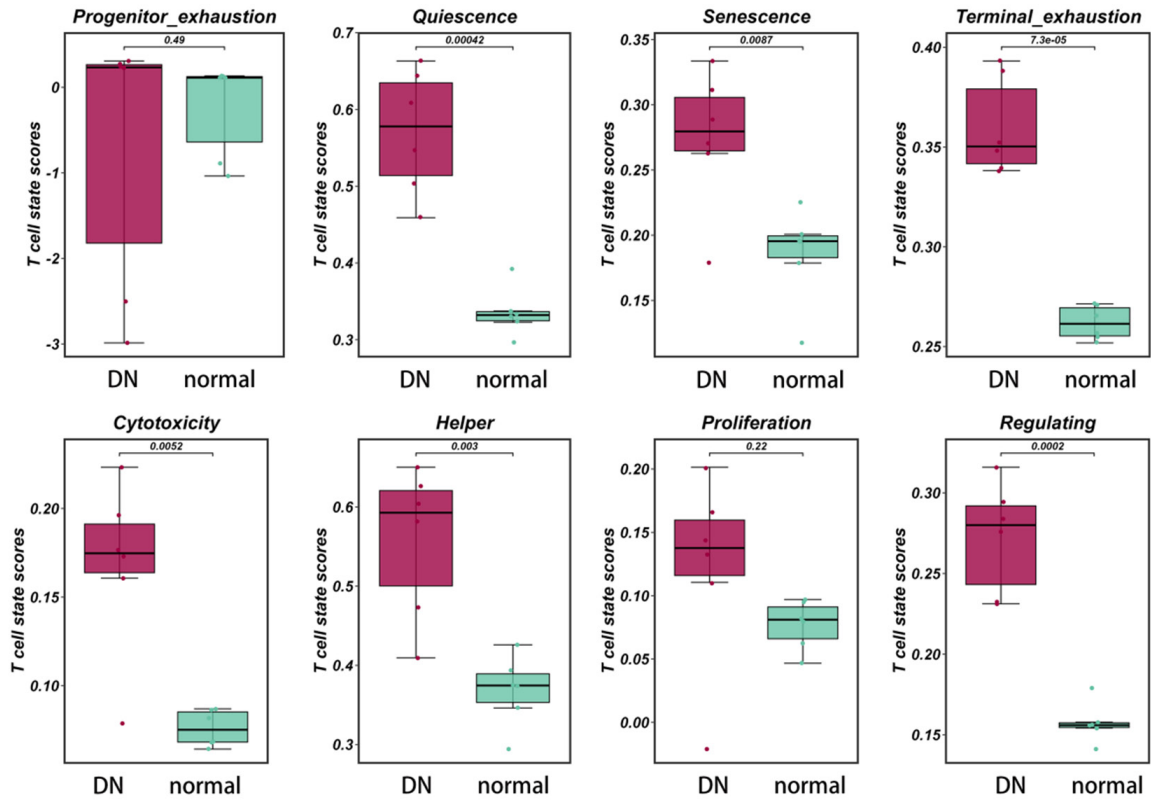 Progenitor_exhaustion
0.49
T cell state scores
0
-1
-2
-3
DN normal
Quiescence
0.00042
T cell state scores
0.7
0.6
0.5
0.4
0.3
DN normal
Senescence
0.0087
T cell state scores
0.35
0.30
0.25
0.20
0.15
DN normal
Terminal_exhaustion
7.3e-05
T cell state scores
0.40
0.35
0.30
0.25
DN normal
Cytotoxicity
0.0052
T cell state scores
0.20
0.15
0.10
DN normal
Helper
0.003
T cell state scores
0.6
0.5
0.4
0.3
DN normal
Proliferation
0.22
T cell state scores
0.20
0.15
0.10
0.05
0.00
DN normal
Regulating
0.0002
T cell state scores
0.30
0.25
0.20
0.15
DN normal